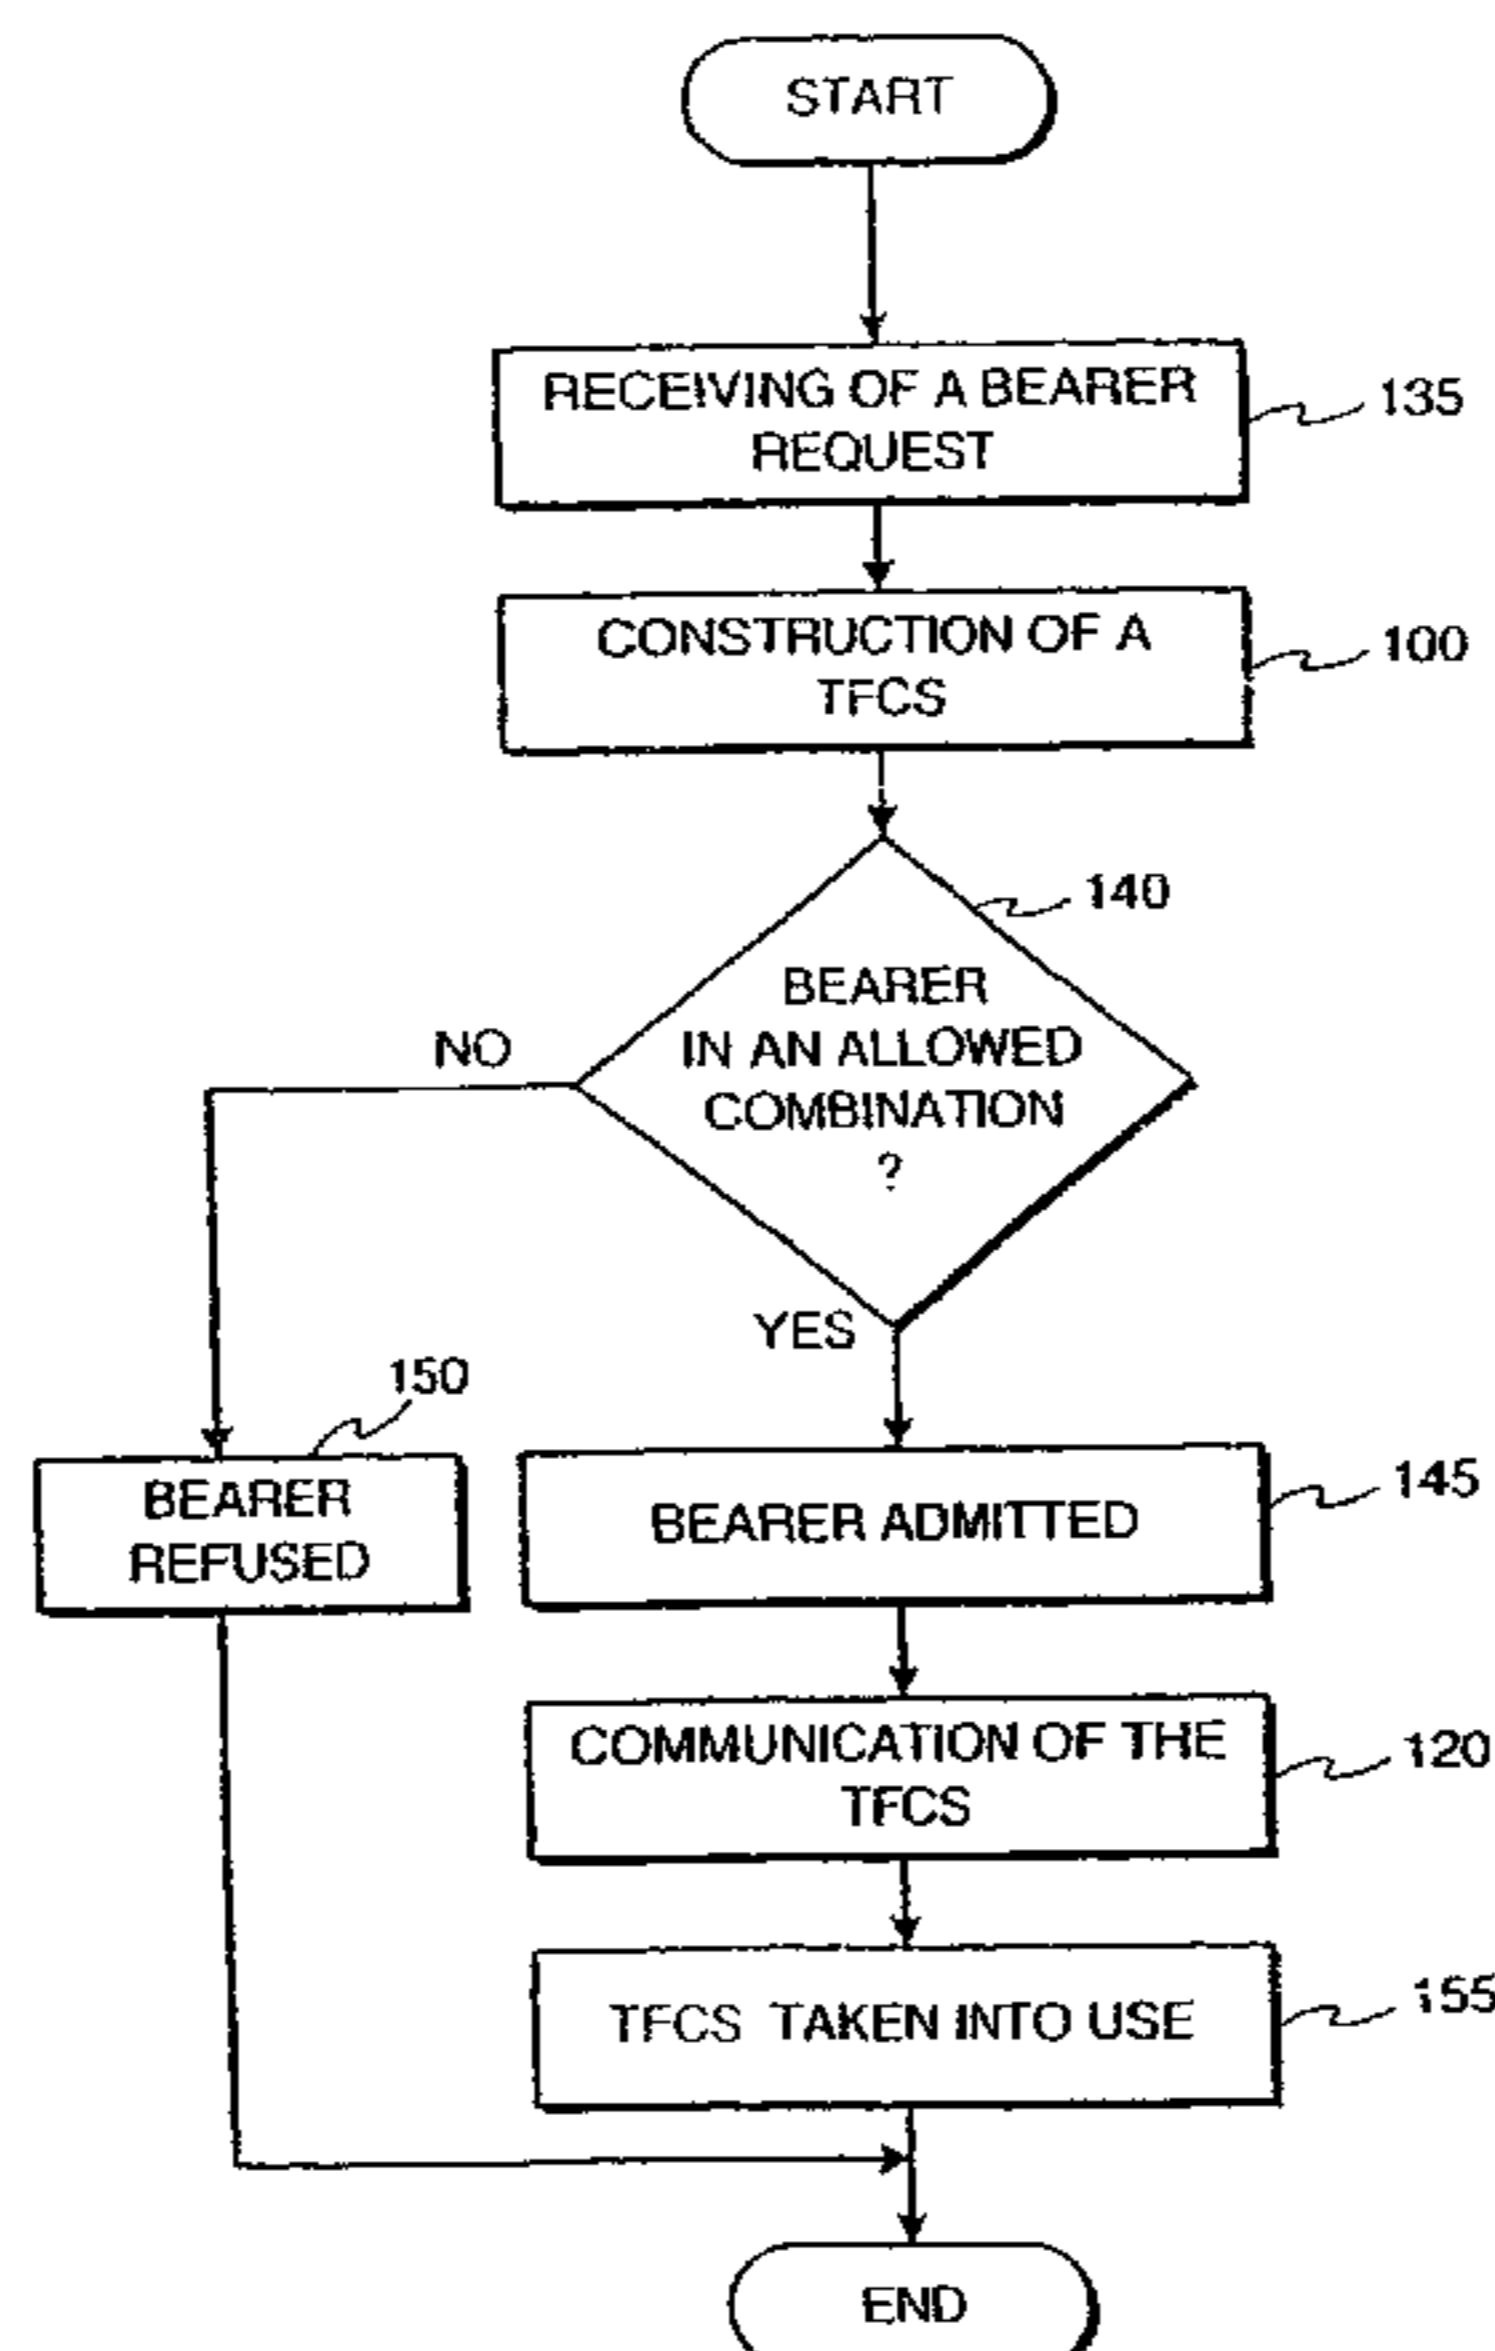 START
RECEIVING OF A BEARER
REQUEST
135
CONSTRUCTION OF A
TFCS
100
140
BEARER
IN AN ALLOWED
COMBINATION
?
NO
YES
150
BEARER
REFUSED
BEARER ADMITTED
145
COMMUNICATION OF THE
TFCS
120
TFCS TAKEN INTO USE
155
END